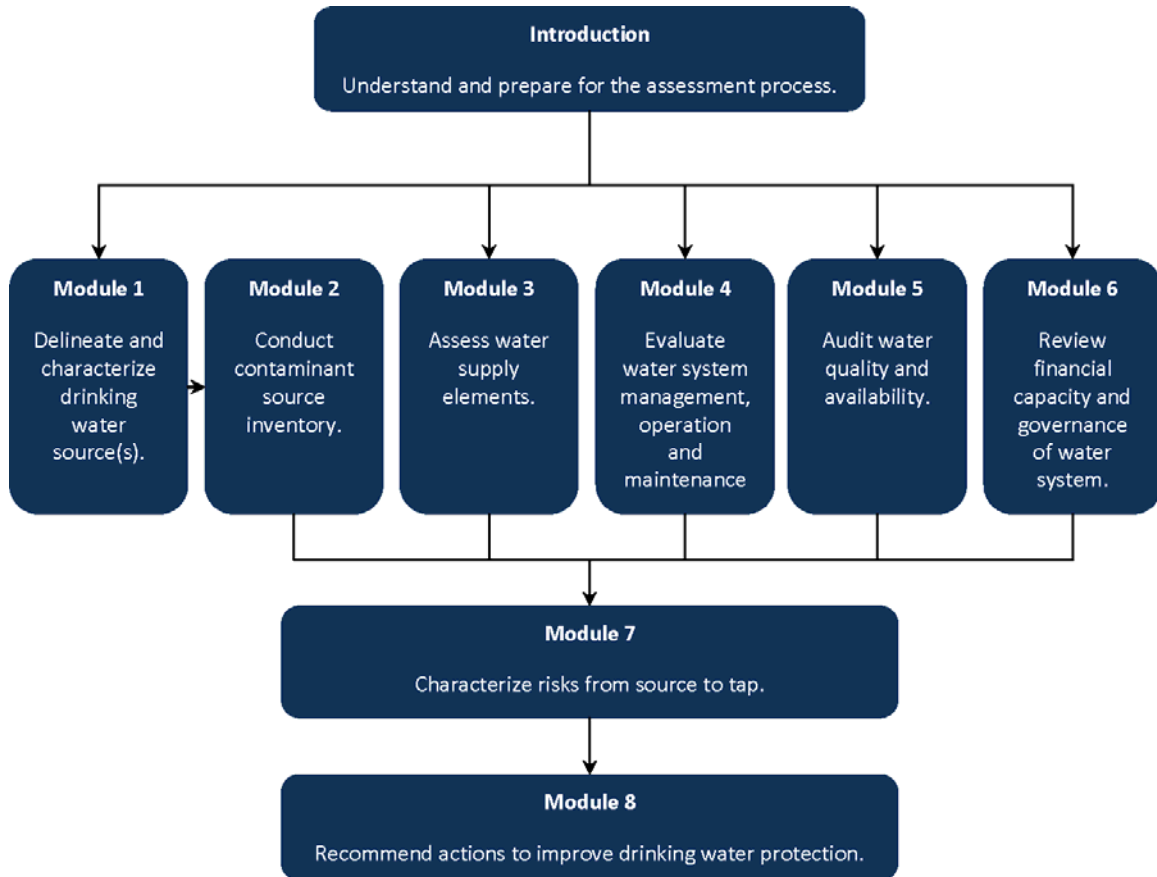 Introduction
Understand and prepare for the assessment process.
Module 1
Delineate and
characterize
drinking
water
source(s).
Module 2
Conduct
contaminant
source
inventory.
Module 3
Assess water
supply
elements.
Module 4
Evaluate
water system
management,
operation
and
maintenance
Module 5
Audit water
quality and
availability.
Module 6
Review
financial
capacity and
governance
of water
system.
Module 7
Characterize risks from source to tap.
Module 8
Recommend actions to improve drinking water protection.